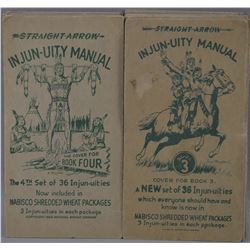 STRAIGHT-ARROW
INJUN-UITY MANUAL
COVER FOR
BOOK FOUR
The 4TH Set of 36 Injun-uities
Now included in
NABISCO SHREDDED WHEAT PACKAGES
3 Injun-uities in each package
STRAIGHT-ARROW
INJUN-UITY MANUAL
3
COVER FOR BOOK 3.
A NEW set of 36 Injun-uities
which everyone should have and
know is now in
NABISCO SHREDDED WHEAT PACKAGES
3 Injun-uities in each package.